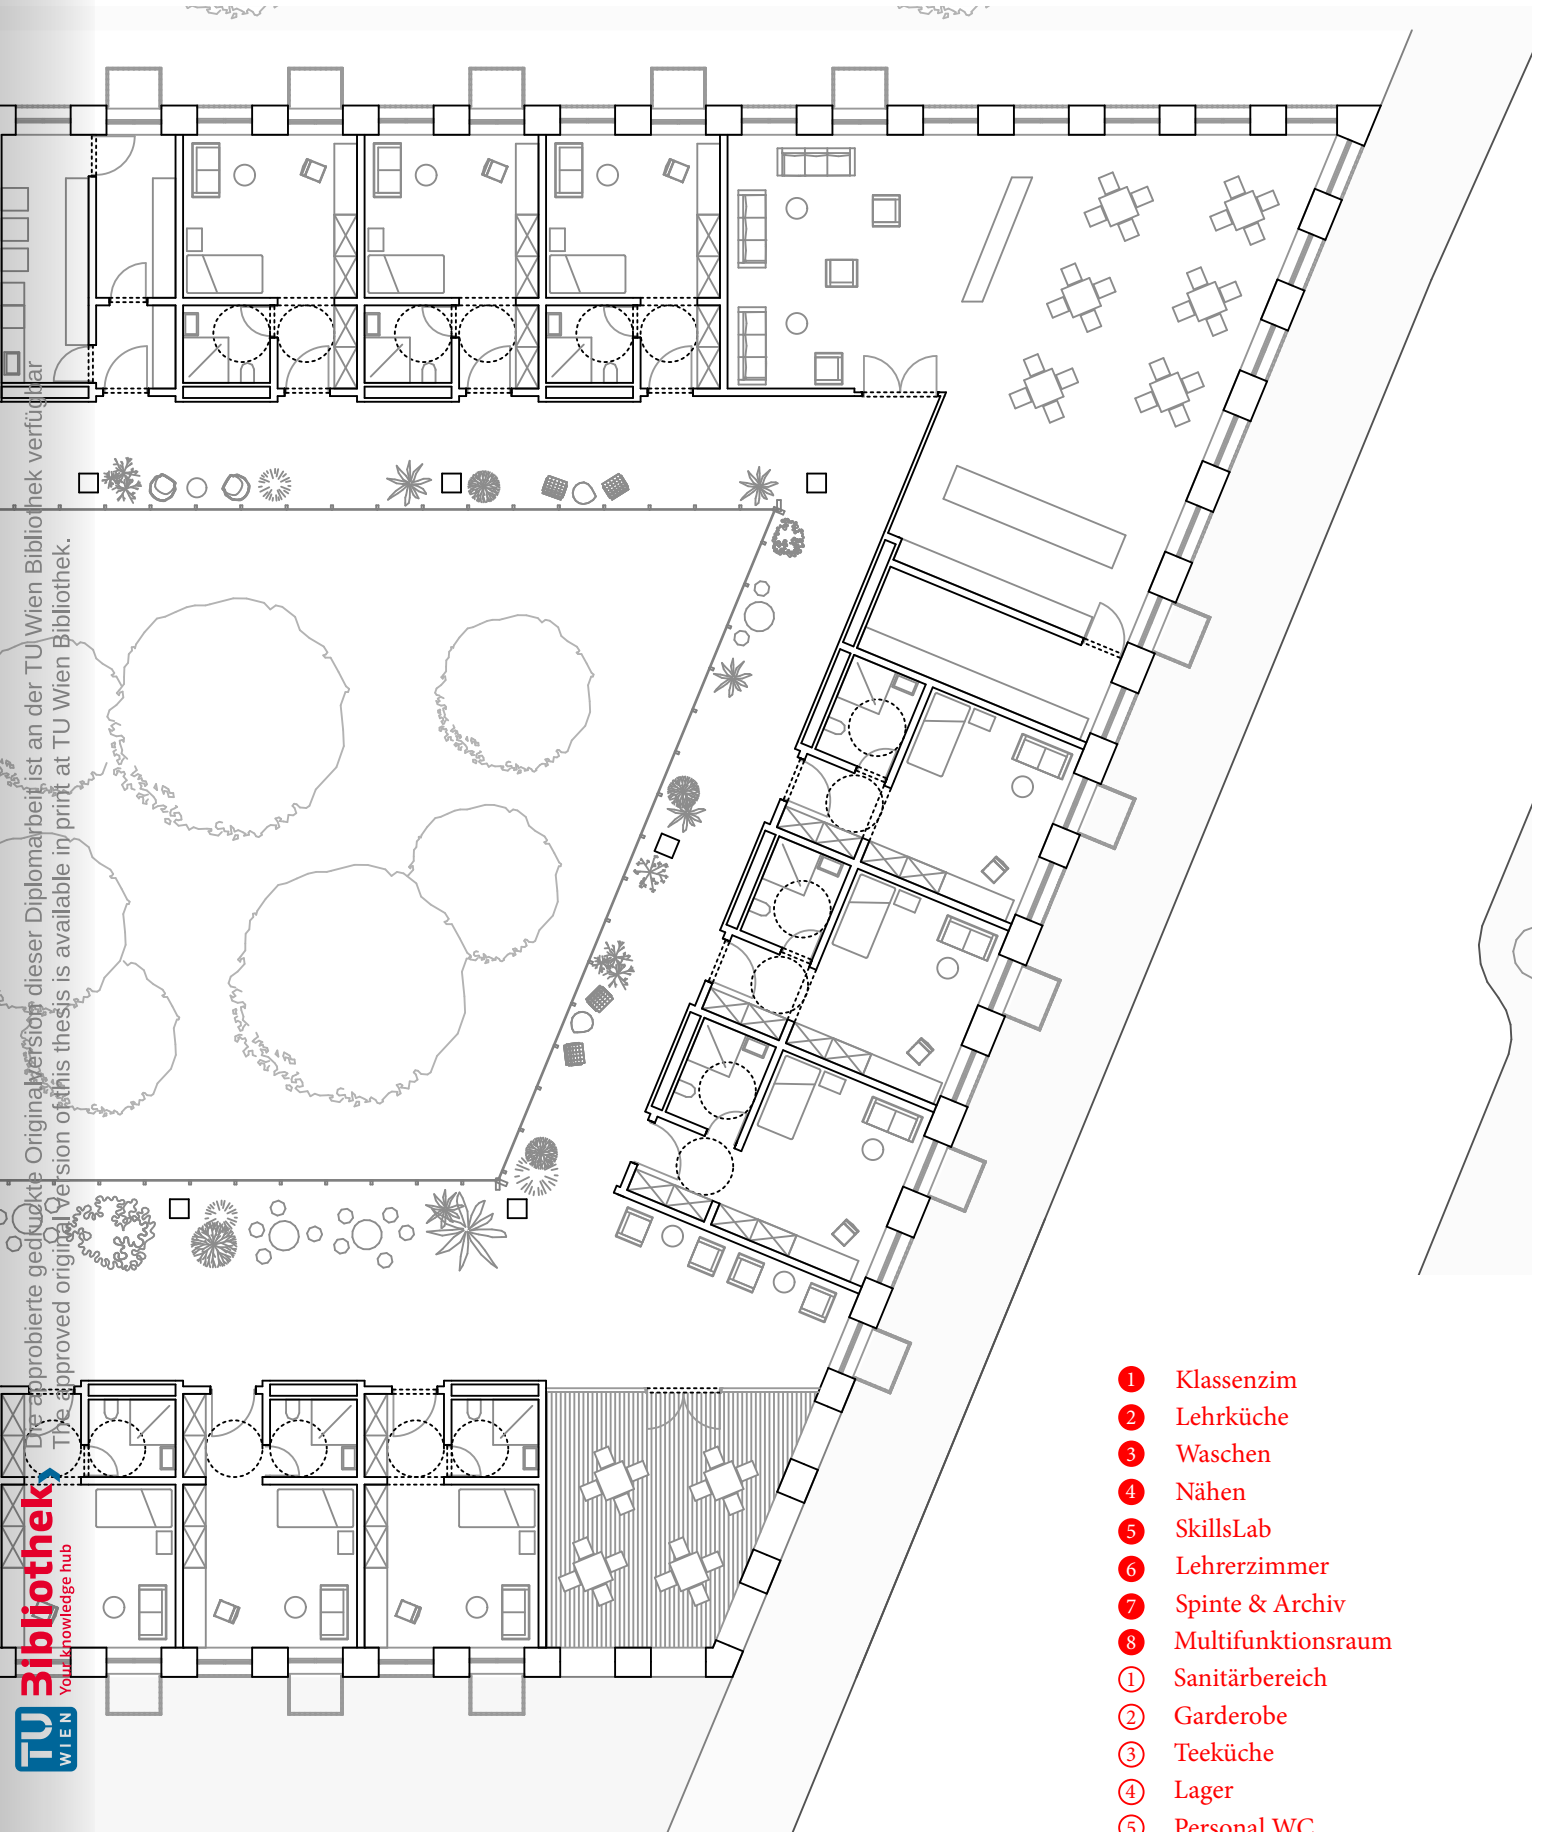 Die approbierte gedruckte Originalversion dieser Diplomarbeit ist an der TU Wien Bibliothek verfügbar
The approved original version of this thesis is available in print at TU Wien Bibliothek.
Bibliothek
Your knowledge hub
TU
WIEN
1 Klassenzim
2 Lehrküche
3 Waschen
4 Nähen
5 SkillsLab
6 Lehrerzimmer
7 Spinte & Archiv
8 Multifunktionsraum
1 Sanitärbereich
2 Garderobe
3 Teeküche
4 Lager
5 Personal WC